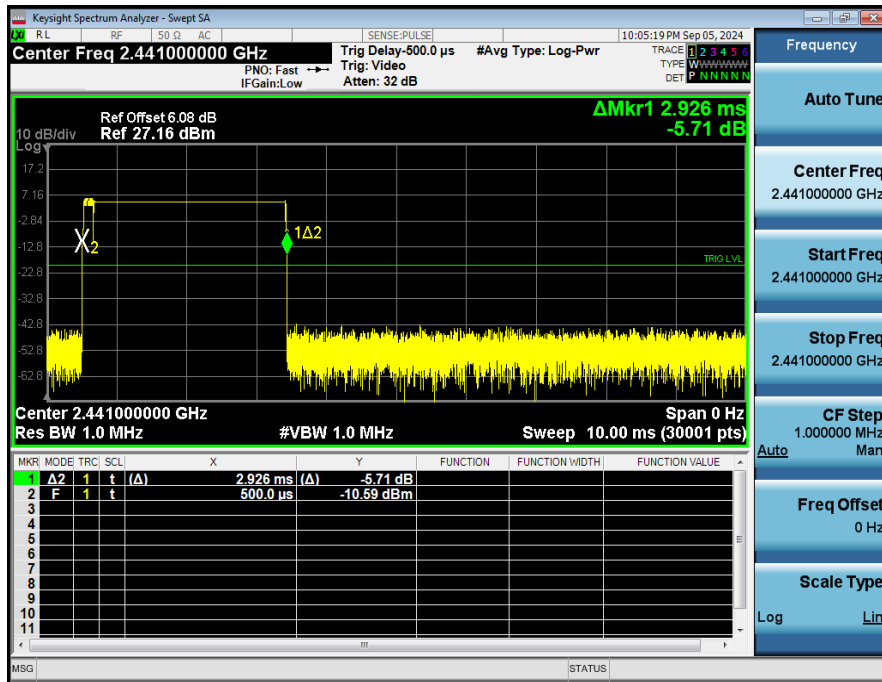 Keysight Spectrum Analyzer - Swept SA
LXI RL RF 50 Ω AC SENSE:PULSE 10:05:19 PM Sep 05, 2024
Center Freq 2.441000000 GHz
PNO: Fast
IFGain:Low
Trig Delay-500.0 µs
Trig: Video
Atten: 32 dB
#Avg Type: Log-Pwr
TRACE 1 2 3 4 5 6
TYPE WWWWWW
DET P N N N N N
ΔMkr1 2.926 ms
-5.71 dB
Ref Offset 6.08 dB
10 dB/div Ref 27.16 dBm
Log
17.2
7.16
-2.84
-12.8
-22.8
-32.8
-42.8
-52.8
-62.8
X2
1Δ2
TRIG LVL
Center 2.441000000 GHz Span 0 Hz
Res BW 1.0 MHz #VBW 1.0 MHz Sweep 10.00 ms (30001 pts)
MKR MODE TRC SCL X Y FUNCTION FUNCTION WIDTH FUNCTION VALUE
1 Δ2 1 t (Δ) 2.926 ms (Δ) -5.71 dB
2 F 1 t 500.0 µs -10.59 dBm
3
4
5
6
7
8
9
10
11
MSG STATUS
Frequency
Auto Tune
Center Freq
2.441000000 GHz
Start Freq
2.441000000 GHz
Stop Freq
2.441000000 GHz
CF Step
1.000000 MHz
Auto Man
Freq Offset
0 Hz
Scale Type
Log Lin